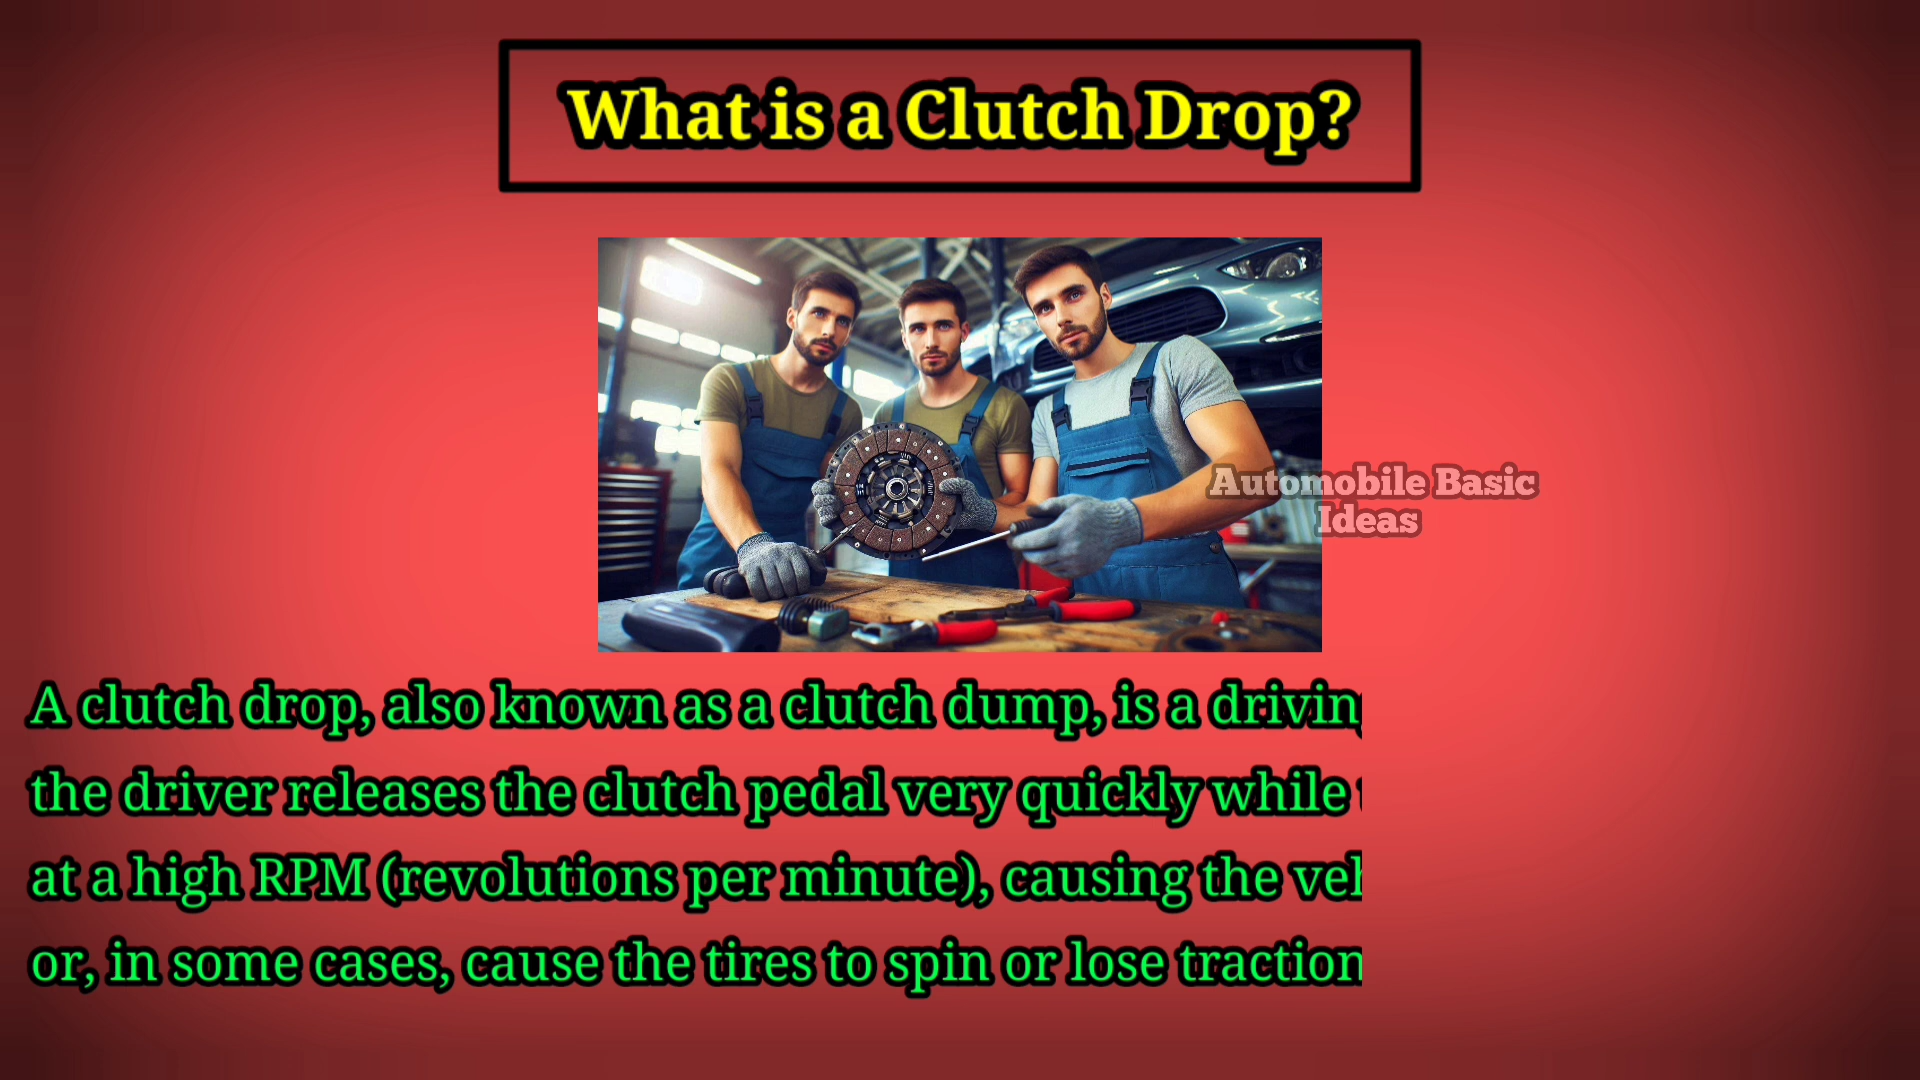 What is a Clutch Drop?
Automobile Basic
Ideas
A clutch drop, also known as a clutch dump, is a drivin
the driver releases the clutch pedal very quickly while
at a high RPM (revolutions per minute), causing the
or, in some cases, cause the tires to spin or lose traction